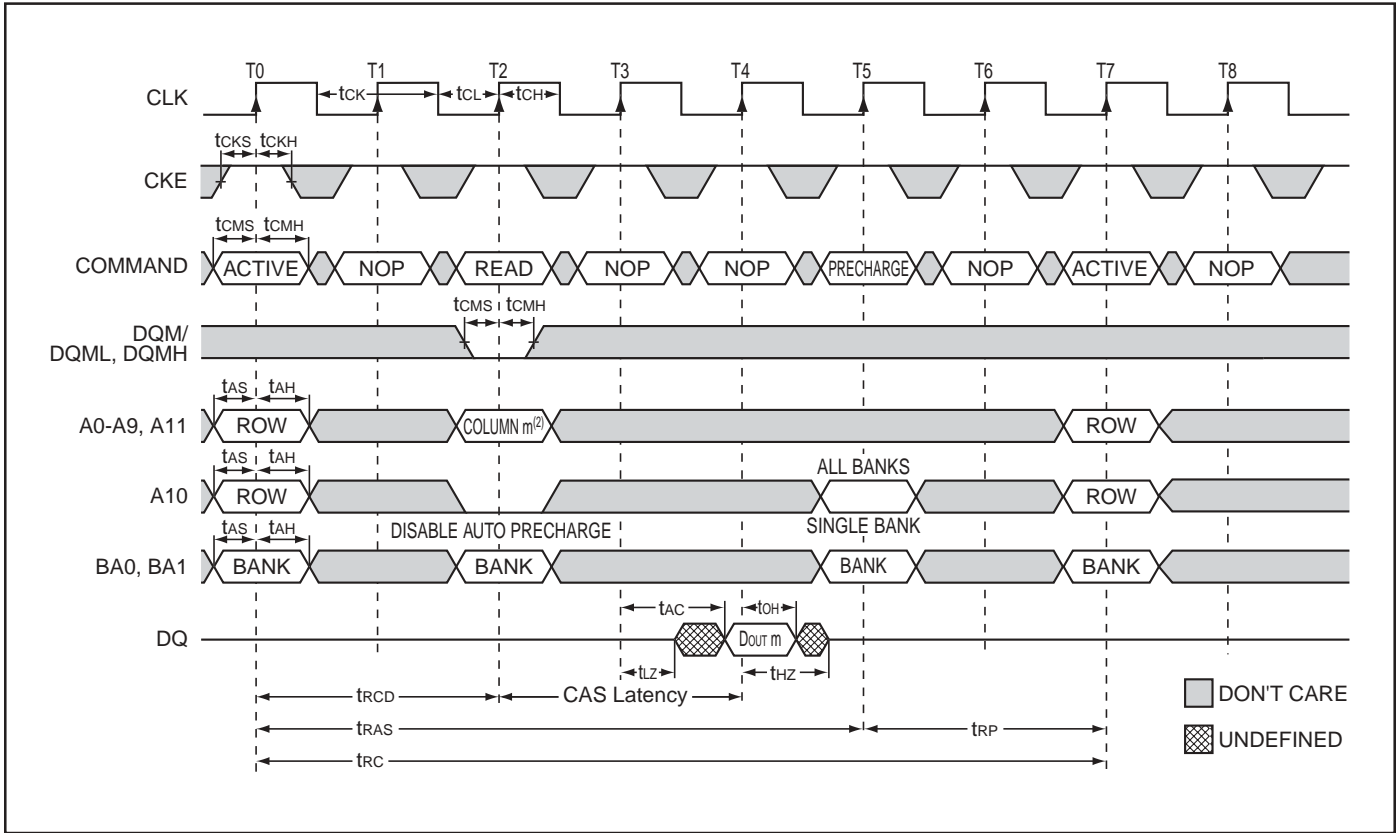 T0 T1 T2 T3 T4 T5 T6 T7 T8
CLK tCK tCL tCH
tCKS tCKH
CKE
tCMS tCMH
COMMAND ACTIVE NOP READ NOP NOP PRECHARGE NOP ACTIVE NOP
tCMS tCMH
DQM/
DQML, DQMH
tAS tAH
A0-A9, A11 ROW COLUMN m(2) ROW
tAS tAH ALL BANKS
A10 ROW ROW
tAS tAH DISABLE AUTO PRECHARGE SINGLE BANK
BA0, BA1 BANK BANK BANK BANK
tAC tOH
DQ DOUT m
tLZ tHZ
tRCD CAS Latency
DON'T CARE
tRAS tRP
UNDEFINED
tRC